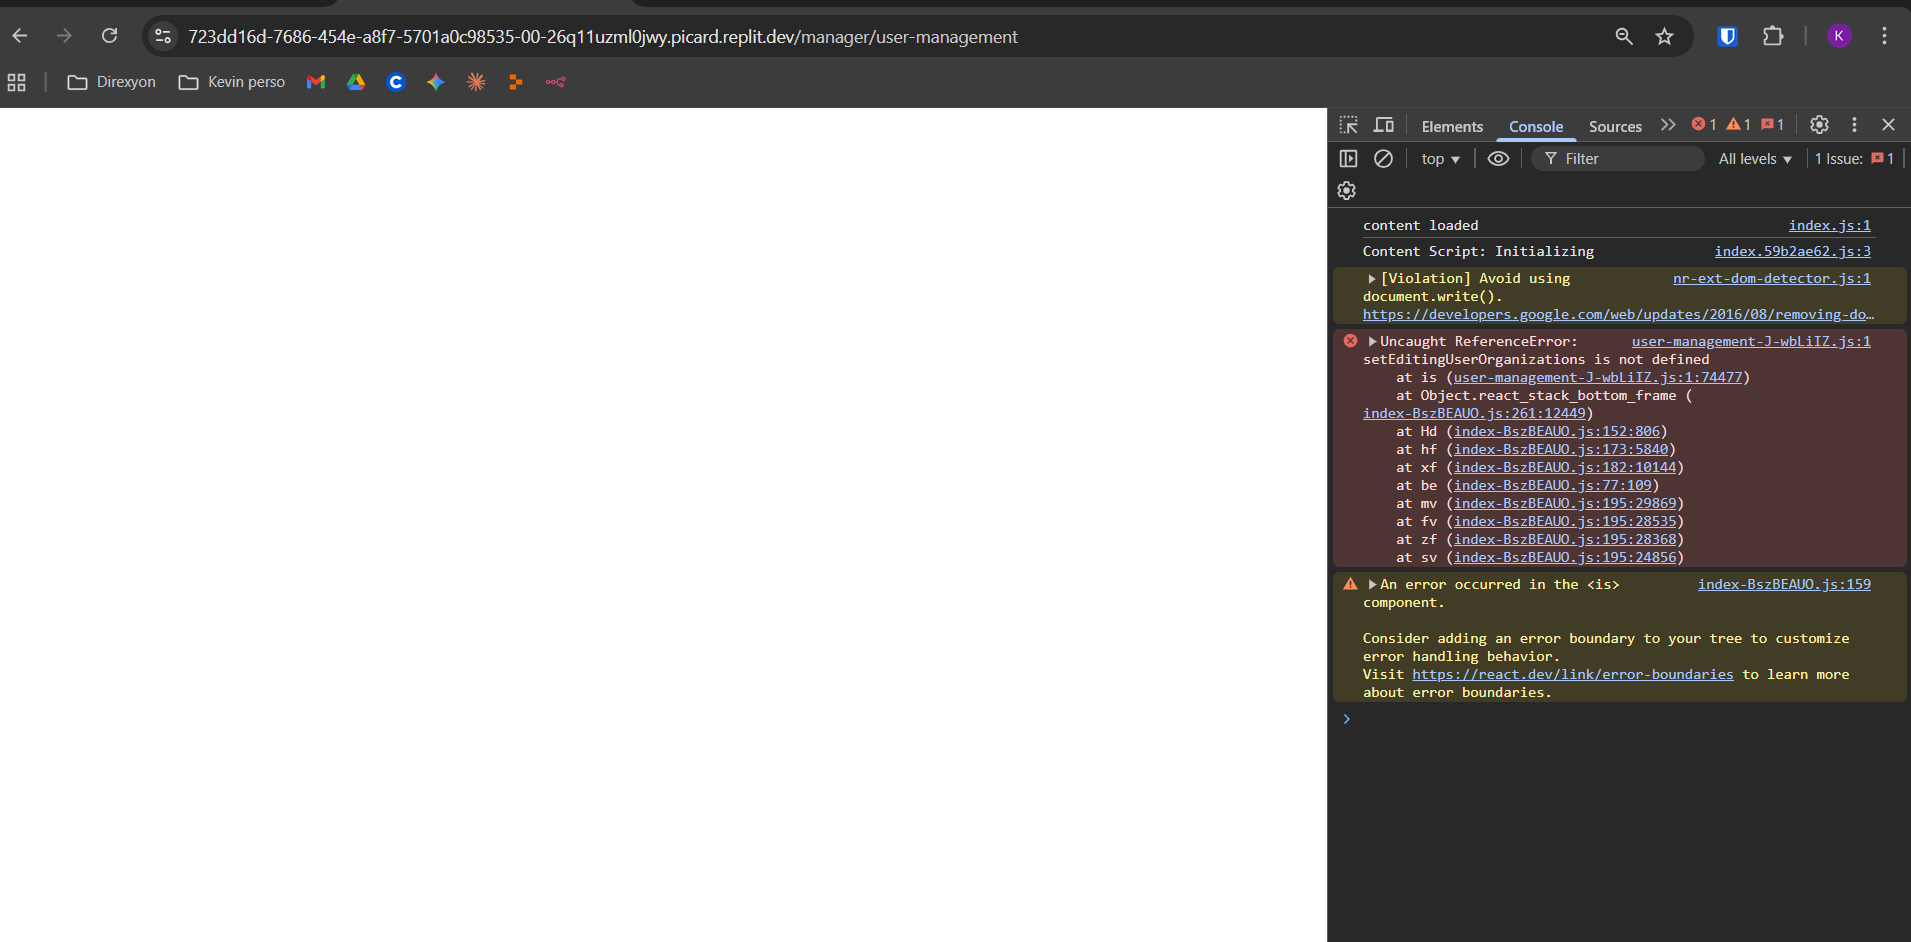 723dd16d-7686-454e-a8f7-5701a0c98535-00-26q11uzml0jwy.picard.replit.dev/manager/user-management
K
Direxyon
Kevin perso
Elements
Console
Sources
1
1
1
top
Filter
All levels
1 Issue:
1
content loaded index.js:1
Content Script: Initializing index.59b2ae62.js:3
[Violation] Avoid using nr-ext-dom-detector.js:1
document.write().
https://developers.google.com/web/updates/2016/08/removing-do…
Uncaught ReferenceError: user-management-J-wbLiIZ.js:1
setEditingUserOrganizations is not defined
at is (user-management-J-wbLiIZ.js:1:74477)
at Object.react_stack_bottom_frame (
index-BszBEAUO.js:261:12449)
at Hd (index-BszBEAUO.js:152:806)
at hf (index-BszBEAUO.js:173:5840)
at xf (index-BszBEAUO.js:182:10144)
at be (index-BszBEAUO.js:77:109)
at mv (index-BszBEAUO.js:195:29869)
at fv (index-BszBEAUO.js:195:28535)
at zf (index-BszBEAUO.js:195:28368)
at sv (index-BszBEAUO.js:195:24856)
An error occurred in the <is> index-BszBEAUO.js:159
component.
Consider adding an error boundary to your tree to customize
error handling behavior.
Visit https://react.dev/link/error-boundaries to learn more
about error boundaries.